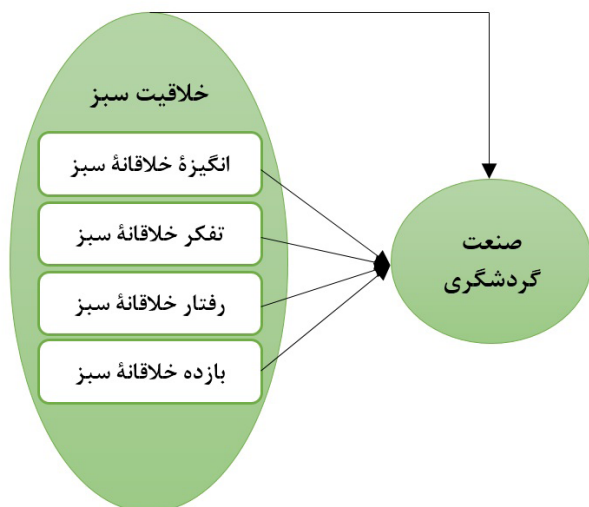 خلاقیت سبز
انگیزهٔ خلاقانهٔ سبز
تفکر خلاقانهٔ سبز
رفتار خلاقانهٔ سبز
بازده خلاقانهٔ سبز
صنعت
گردشگری